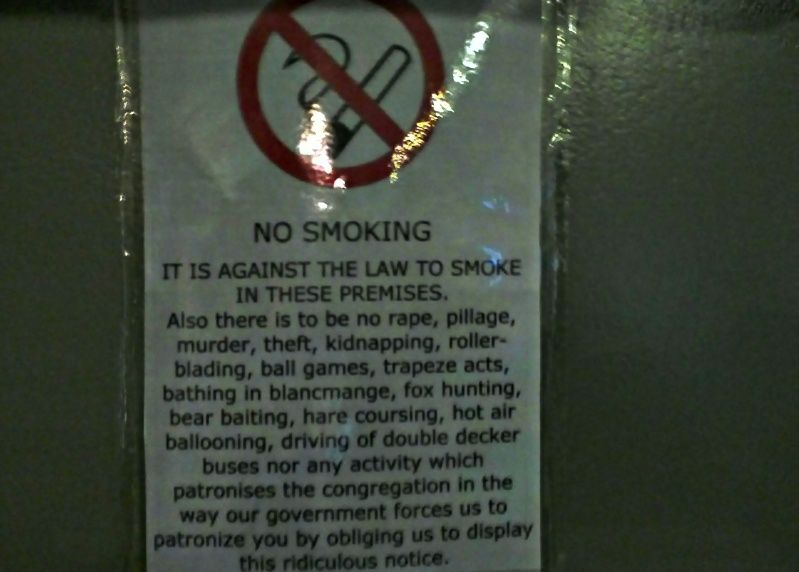 NO SMOKING
IT IS AGAINST THE LAW TO SMOKE
IN THESE PREMISES.
Also there is to be no rape, pillage,
murder, theft, kidnapping, roller-
blading, ball games, trapeze acts,
bathing in blancmange, fox hunting,
bear baiting, hare coursing, hot air
ballooning, driving of double decker
buses nor any activity which
patronises the congregation in the
way our government forces us to
patronize you by obliging us to display
this ridiculous notice.